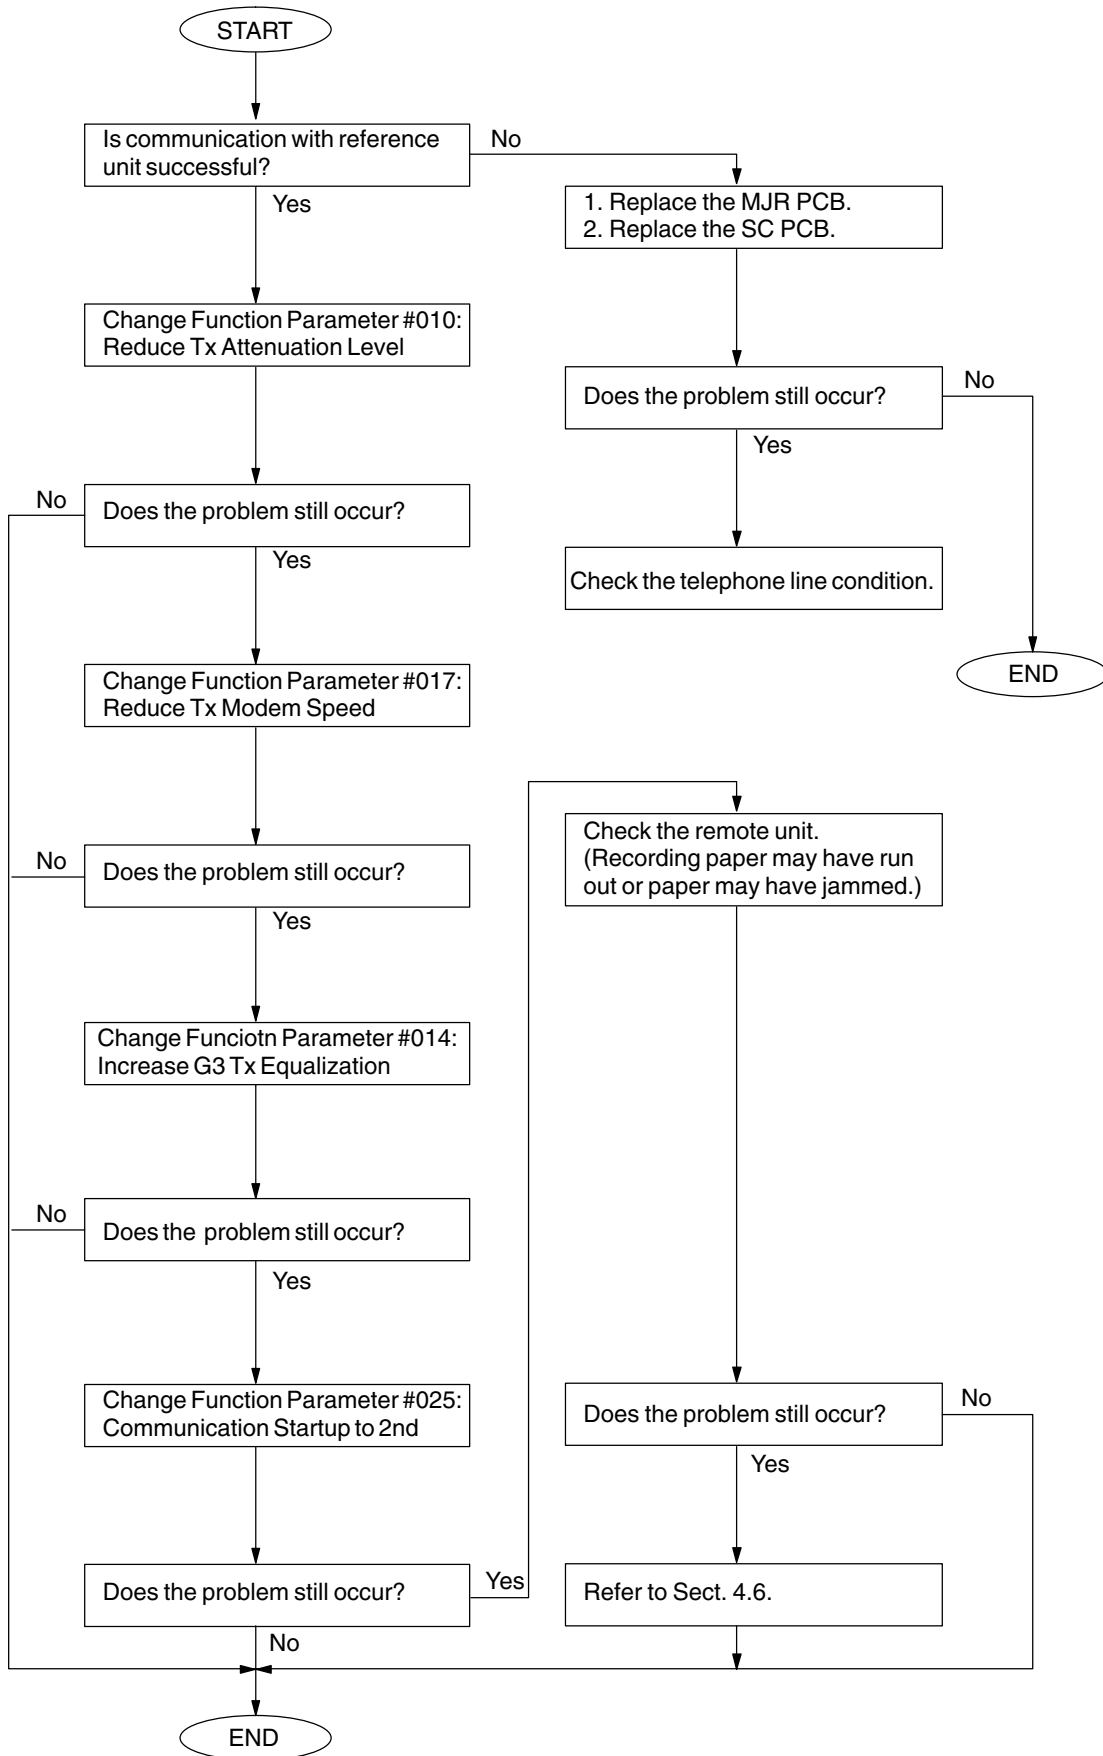 START
Is communication with reference
unit successful?
No
Yes
1. Replace the MJR PCB.
2. Replace the SC PCB.
Change Function Parameter #010:
Reduce Tx Attenuation Level
Does the problem still occur?
No
Yes
Check the telephone line condition.
END
No
Does the problem still occur?
Yes
Change Function Parameter #017:
Reduce Tx Modem Speed
No
Does the problem still occur?
Yes
Check the remote unit.
(Recording paper may have run
out or paper may have jammed.)
Change Funciotn Parameter #014:
Increase G3 Tx Equalization
No
Does the problem still occur?
Yes
Change Function Parameter #025:
Communication Startup to 2nd
Does the problem still occur?
No
Yes
Does the problem still occur?
Yes
No
Refer to Sect. 4.6.
END